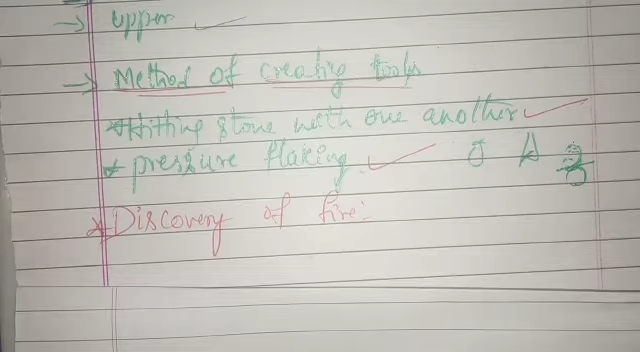 → upper
→ Method of creating tools
* Hitting stone with one another
* pressure flaking
* Discovery of fire: